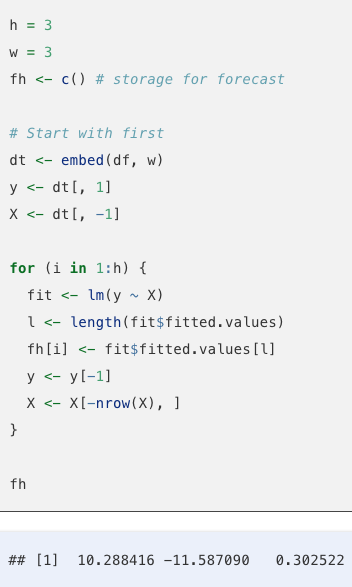 h = 3
w = 3
fh <- c() # storage for forecast
# Start with first
dt <- embed(df, w)
y <- dt[, 1]
X <- dt[, -1]
for (i in 1:h) {
  fit <- lm(y ~ X)
  l <- length(fit$fitted.values)
  fh[i] <- fit$fitted.values[l]
  y <- y[-1]
  X <- X[-nrow(X), ]
}
fh
## [1]  10.288416 -11.587090   0.302522